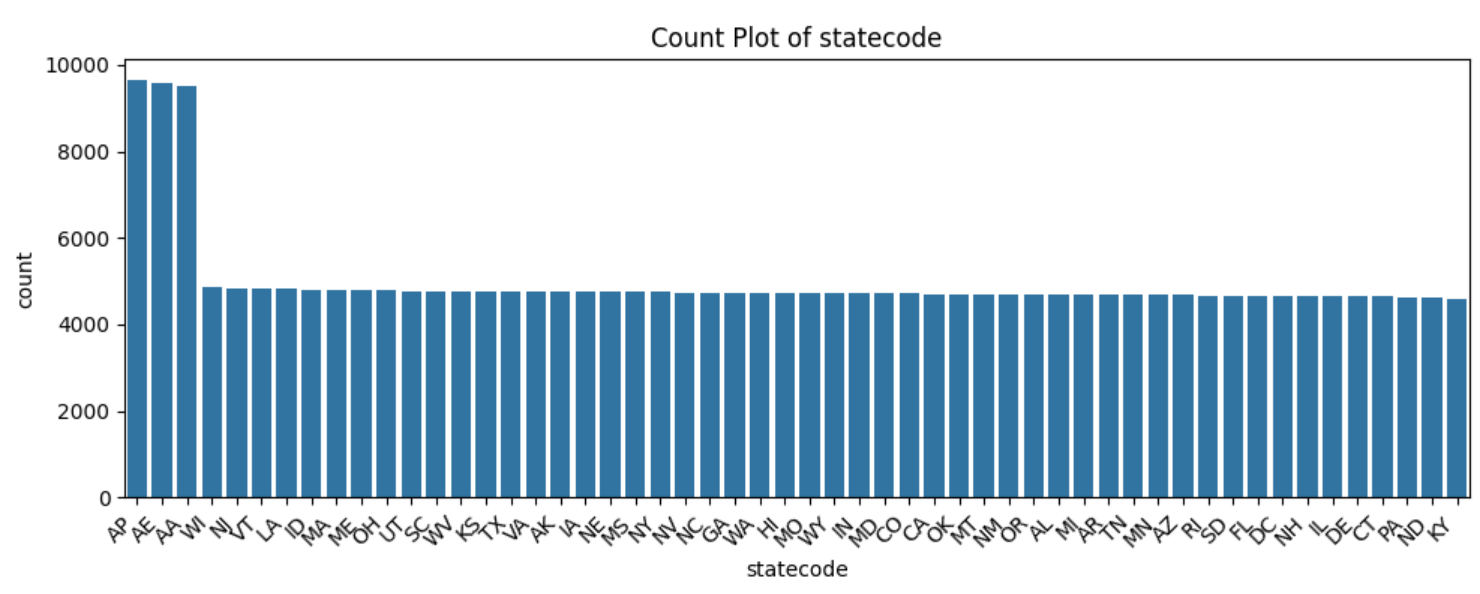 Count Plot of statecode
10000
8000
6000
4000
2000
0
count
AP AE AA WI NJ VT LA ID MA ME OH UT SC WV KS TX VA AK IA NE MS NY NV NC GA WA HI MO WY IN MD CO CA OK MT NM OR AL MI AR TN MN AZ RI SD FL DC NH IL DE CT PA ND KY
statecode